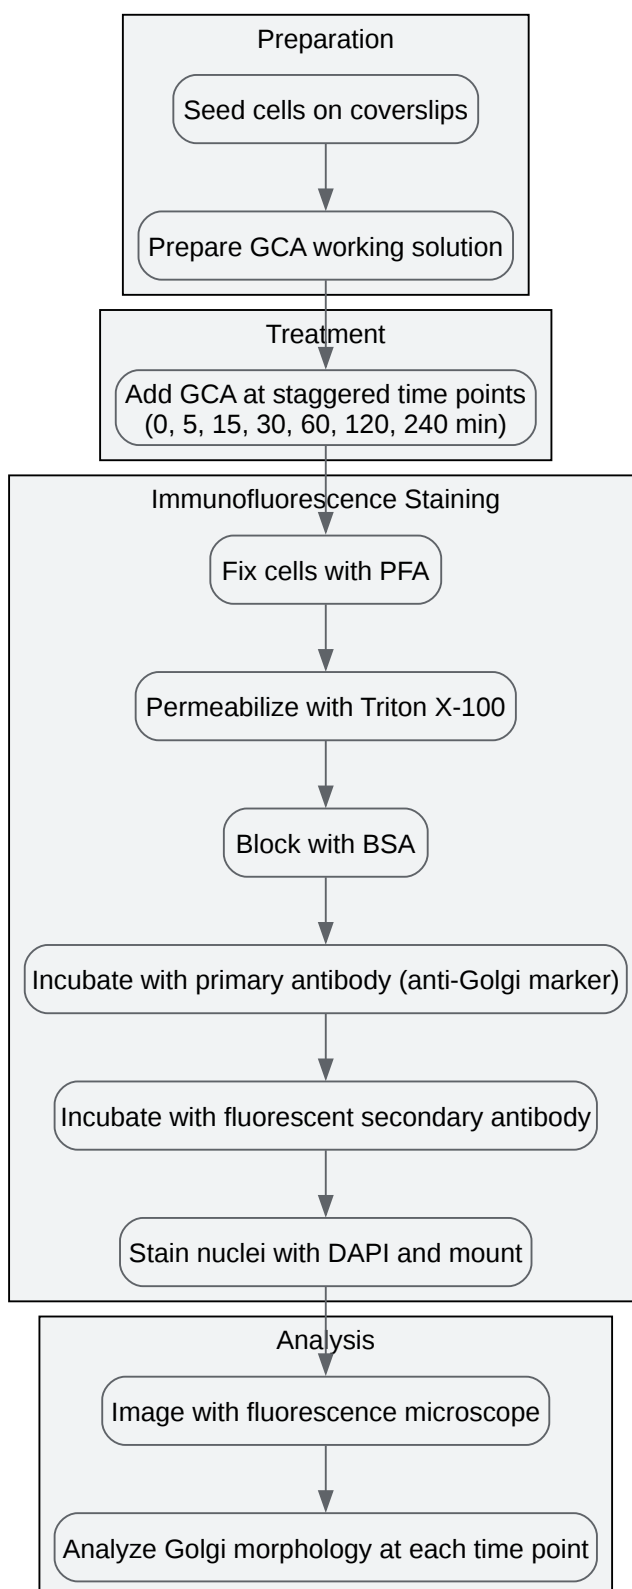 Preparation
Seed cells on coverslips
Prepare GCA working solution
Treatment
Add GCA at staggered time points
(0, 5, 15, 30, 60, 120, 240 min)
Immunofluorescence Staining
Fix cells with PFA
Permeabilize with Triton X-100
Block with BSA
Incubate with primary antibody (anti-Golgi marker)
Incubate with fluorescent secondary antibody
Stain nuclei with DAPI and mount
Analysis
Image with fluorescence microscope
Analyze Golgi morphology at each time point